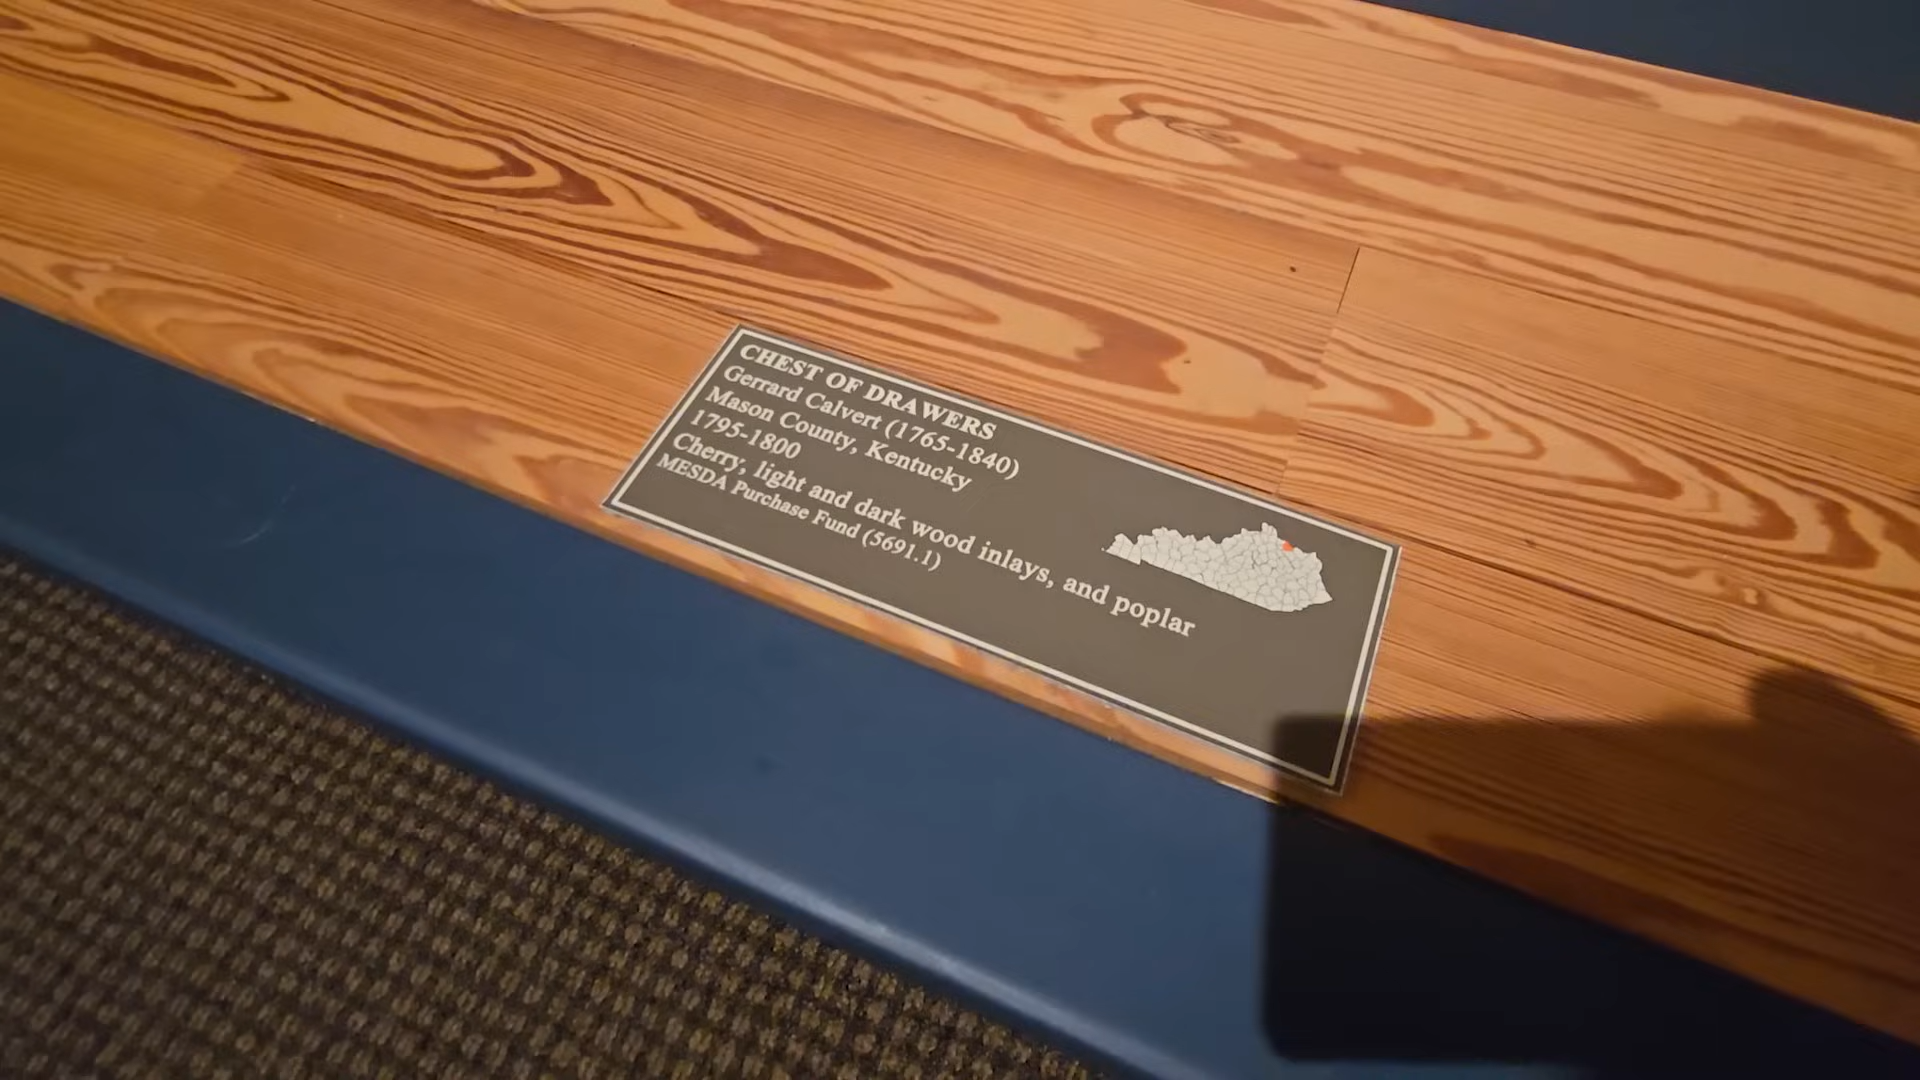 CHEST OF DRAWERS
Gerrard Calvert (1765-1840)
Mason County, Kentucky
1795-1800
Cherry, light and dark wood inlays, and poplar
MESDA Purchase Fund (5691.1)